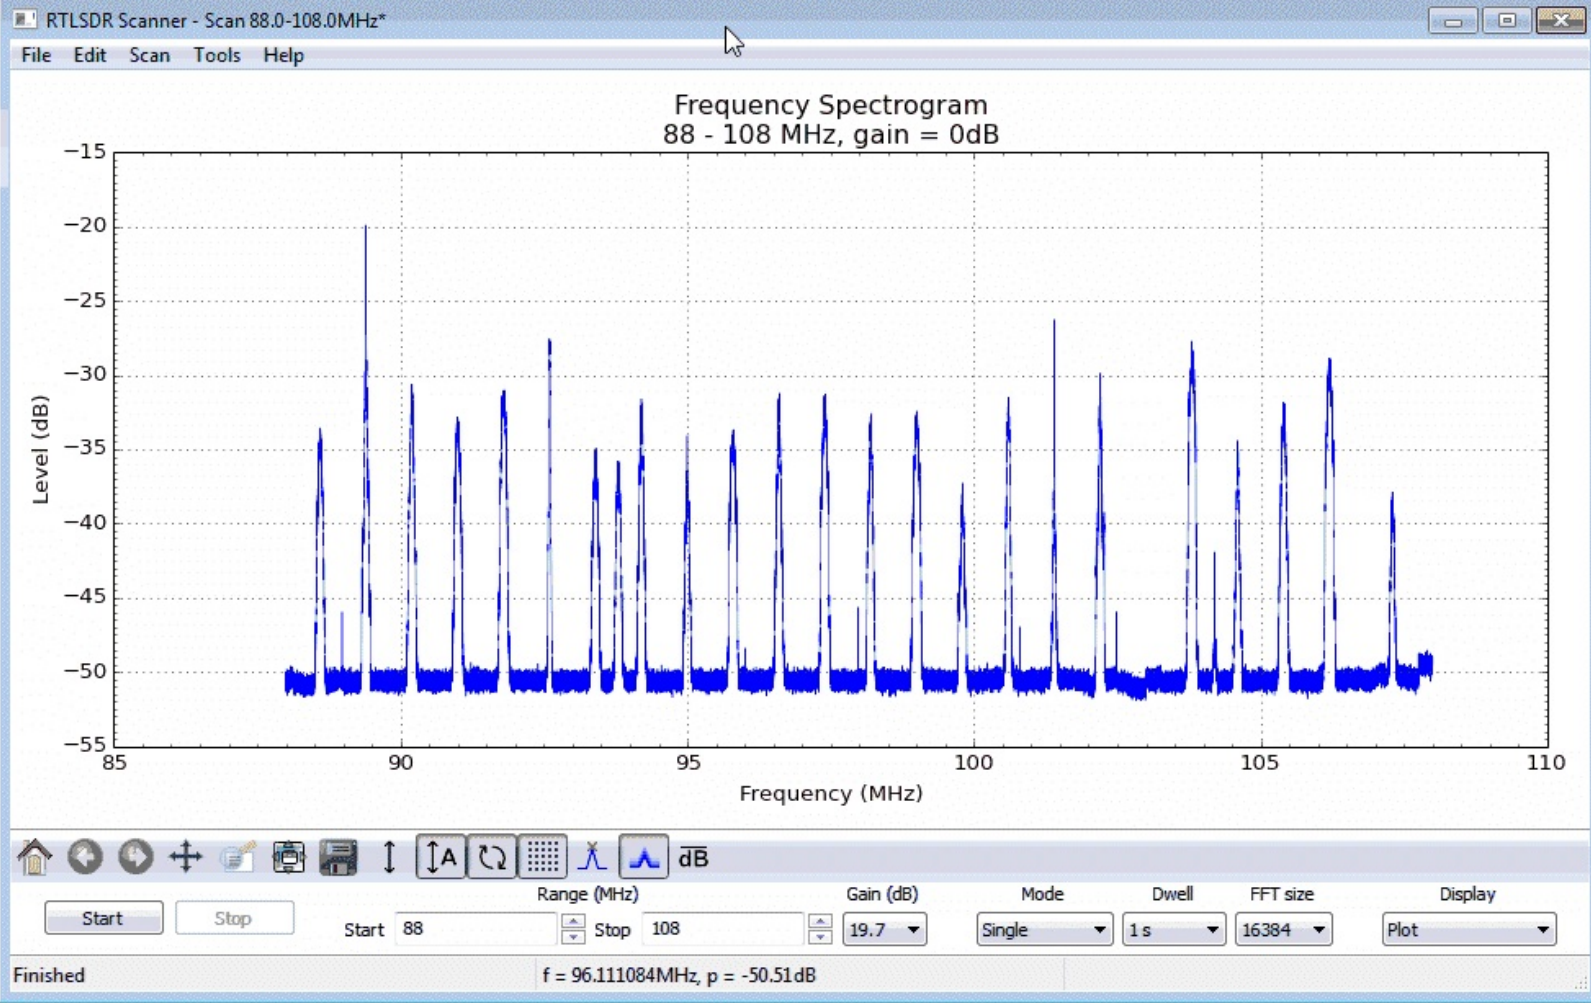 RTLSDR Scanner - Scan 88.0-108.0MHz*
File Edit Scan Tools Help
Frequency Spectrogram
88 - 108 MHz, gain = 0dB
−15
−20
−25
−30
−35
−40
−45
−50
−55
Level (dB)
85 90 95 100 105 110
Frequency (MHz)
A dB
Range (MHz) Gain (dB) Mode Dwell FFT size Display
Start Stop Start 88 Stop 108 19.7 Single 1 s 16384 Plot
Finished f = 96.111084MHz, p = -50.51dB